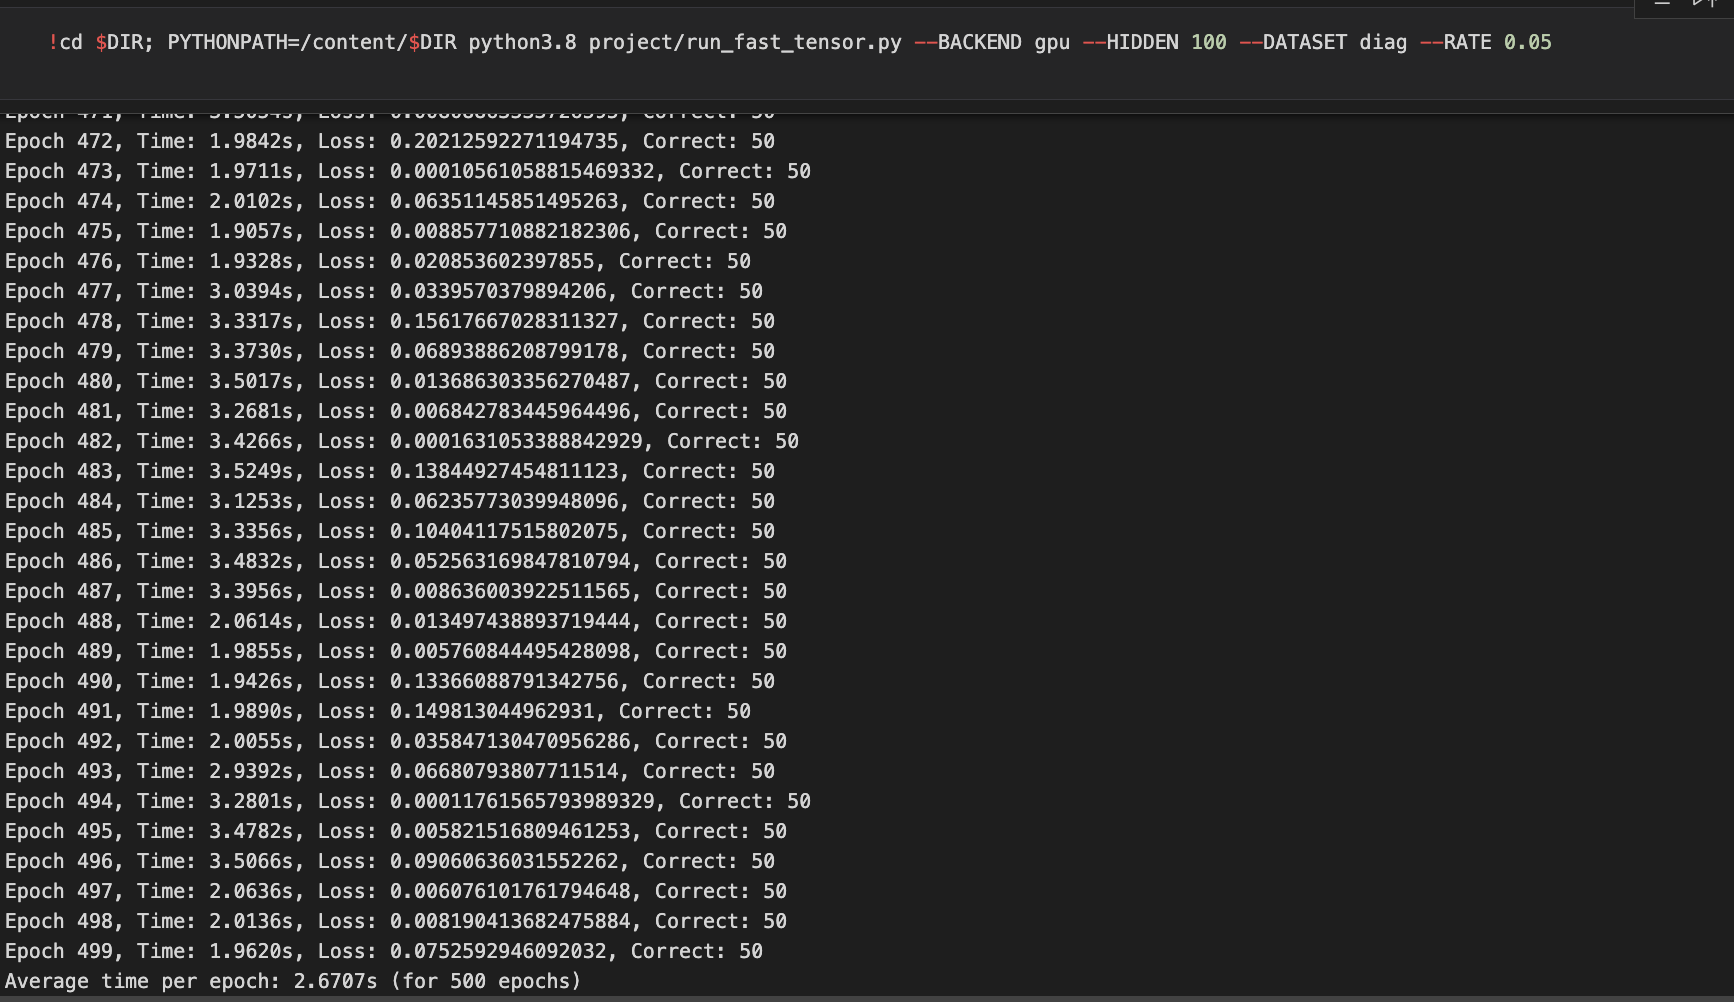 !cd $DIR; PYTHONPATH=/content/$DIR python3.8 project/run_fast_tensor.py --BACKEND gpu --HIDDEN 100 --DATASET diag --RATE 0.05
Epoch 471, Time: Loss: Correct: 50
Epoch 472, Time: 1.9842s, Loss: 0.20212592271194735, Correct: 50
Epoch 473, Time: 1.9711s, Loss: 0.00010561058815469332, Correct: 50
Epoch 474, Time: 2.0102s, Loss: 0.06351145851495263, Correct: 50
Epoch 475, Time: 1.9057s, Loss: 0.008857710882182306, Correct: 50
Epoch 476, Time: 1.9328s, Loss: 0.020853602397855, Correct: 50
Epoch 477, Time: 3.0394s, Loss: 0.0339570379894206, Correct: 50
Epoch 478, Time: 3.3317s, Loss: 0.15617667028311327, Correct: 50
Epoch 479, Time: 3.3730s, Loss: 0.06893886208799178, Correct: 50
Epoch 480, Time: 3.5017s, Loss: 0.013686303356270487, Correct: 50
Epoch 481, Time: 3.2681s, Loss: 0.006842783445964496, Correct: 50
Epoch 482, Time: 3.4266s, Loss: 0.0001631053388842929, Correct: 50
Epoch 483, Time: 3.5249s, Loss: 0.13844927454811123, Correct: 50
Epoch 484, Time: 3.1253s, Loss: 0.06235773039948096, Correct: 50
Epoch 485, Time: 3.3356s, Loss: 0.10404117515802075, Correct: 50
Epoch 486, Time: 3.4832s, Loss: 0.052563169847810794, Correct: 50
Epoch 487, Time: 3.3956s, Loss: 0.008636003922511565, Correct: 50
Epoch 488, Time: 2.0614s, Loss: 0.013497438893719444, Correct: 50
Epoch 489, Time: 1.9855s, Loss: 0.005760844495428098, Correct: 50
Epoch 490, Time: 1.9426s, Loss: 0.13366088791342756, Correct: 50
Epoch 491, Time: 1.9890s, Loss: 0.149813044962931, Correct: 50
Epoch 492, Time: 2.0055s, Loss: 0.035847130470956286, Correct: 50
Epoch 493, Time: 2.9392s, Loss: 0.06680793807711514, Correct: 50
Epoch 494, Time: 3.2801s, Loss: 0.00011761565793989329, Correct: 50
Epoch 495, Time: 3.4782s, Loss: 0.005821516809461253, Correct: 50
Epoch 496, Time: 3.5066s, Loss: 0.09060636031552262, Correct: 50
Epoch 497, Time: 2.0636s, Loss: 0.006076101761794648, Correct: 50
Epoch 498, Time: 2.0136s, Loss: 0.008190413682475884, Correct: 50
Epoch 499, Time: 1.9620s, Loss: 0.0752592946092032, Correct: 50
Average time per epoch: 2.6707s (for 500 epochs)